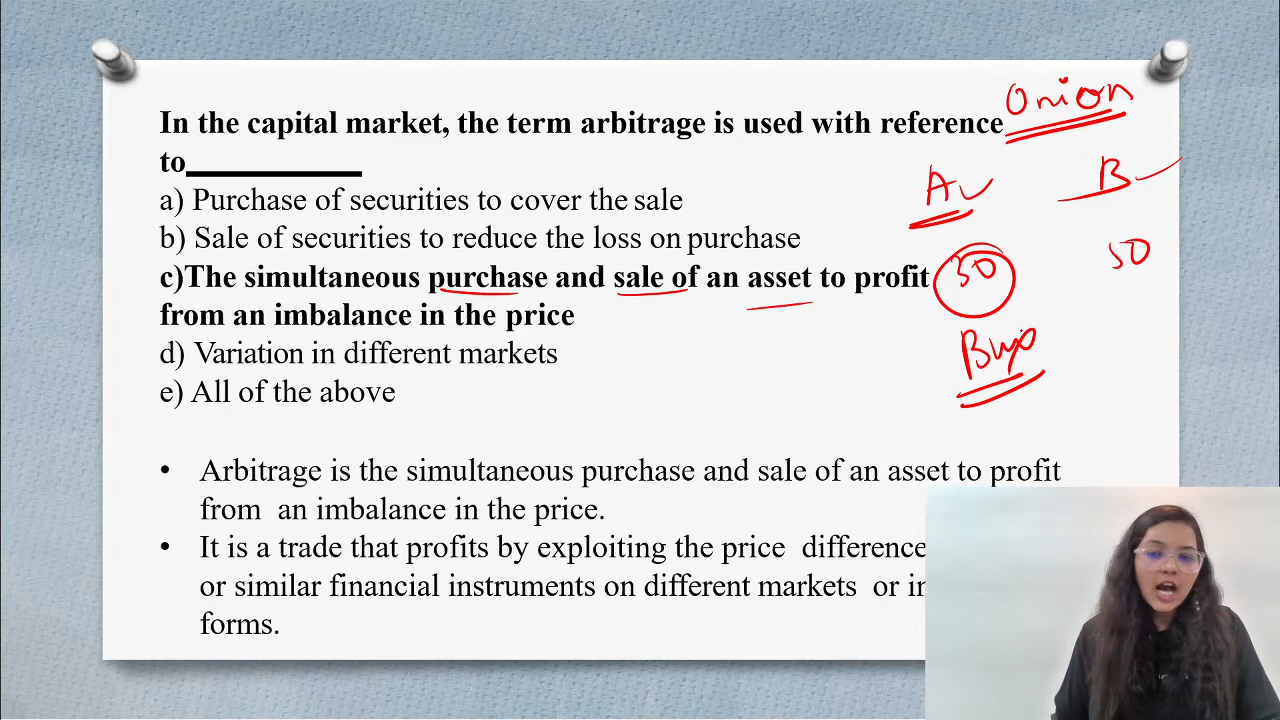 In the capital market, the term arbitrage is used with reference
to__________
a) Purchase of securities to cover the sale
b) Sale of securities to reduce the loss on purchase
c)The simultaneous purchase and sale of an asset to profit
from an imbalance in the price
d) Variation in different markets
e) All of the above
• Arbitrage is the simultaneous purchase and sale of an asset to profit
from an imbalance in the price.
• It is a trade that profits by exploiting the price difference
or similar financial instruments on different markets or in
forms.
Onion
A B
50